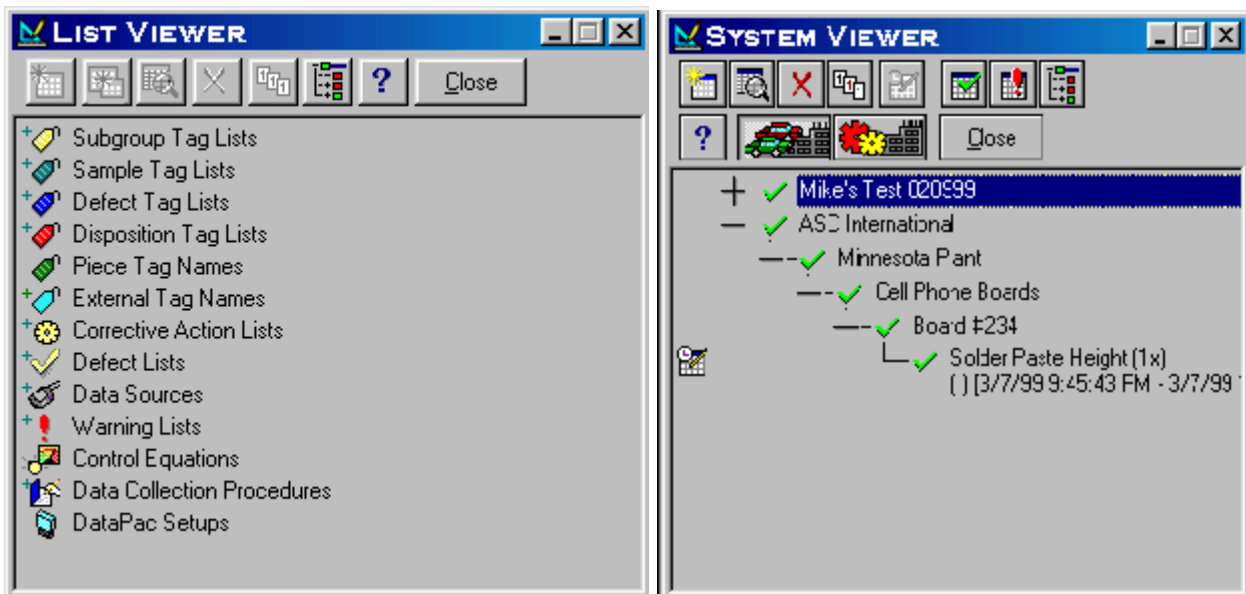 LIST VIEWER
? Close
Subgroup Tag Lists
Sample Tag Lists
Defect Tag Lists
Disposition Tag Lists
Piece Tag Names
External Tag Names
Corrective Action Lists
Defect Lists
Data Sources
Warning Lists
Control Equations
Data Collection Procedures
DataPac Setups
SYSTEM VIEWER
? Close
Mike's Test 020999
International
Minnesota
Cell Phone Boards
Board #234
Solder Paste Height (1x)
( ) [3/7/99 9:45:43 PM - 3/7/99